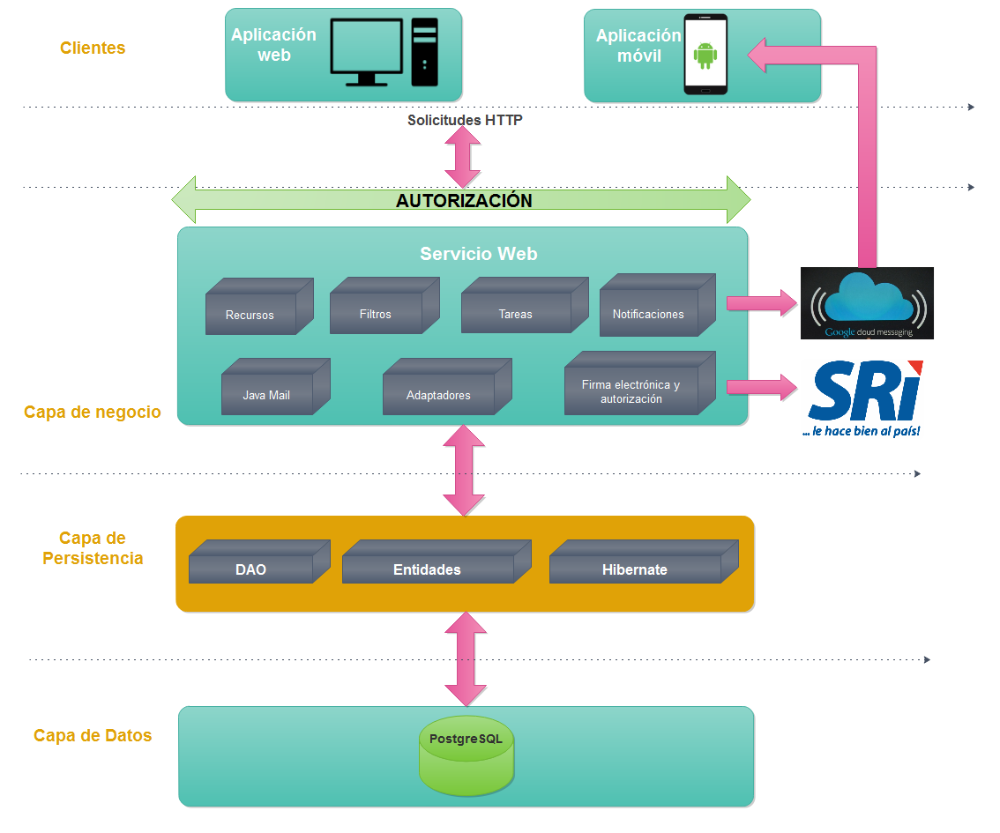 Clientes
Aplicación
web
Aplicación
móvil
Solicitudes HTTP
AUTORIZACIÓN
Servicio Web
Recursos
Filtros
Tareas
Notificaciones
Google cloud messaging
Java Mail
Adaptadores
Firma electrónica y
autorización
SRi
... le hace bien al país!
Capa de negocio
Capa de
Persistencia
DAO
Entidades
Hibernate
Capa de Datos
PostgreSQL